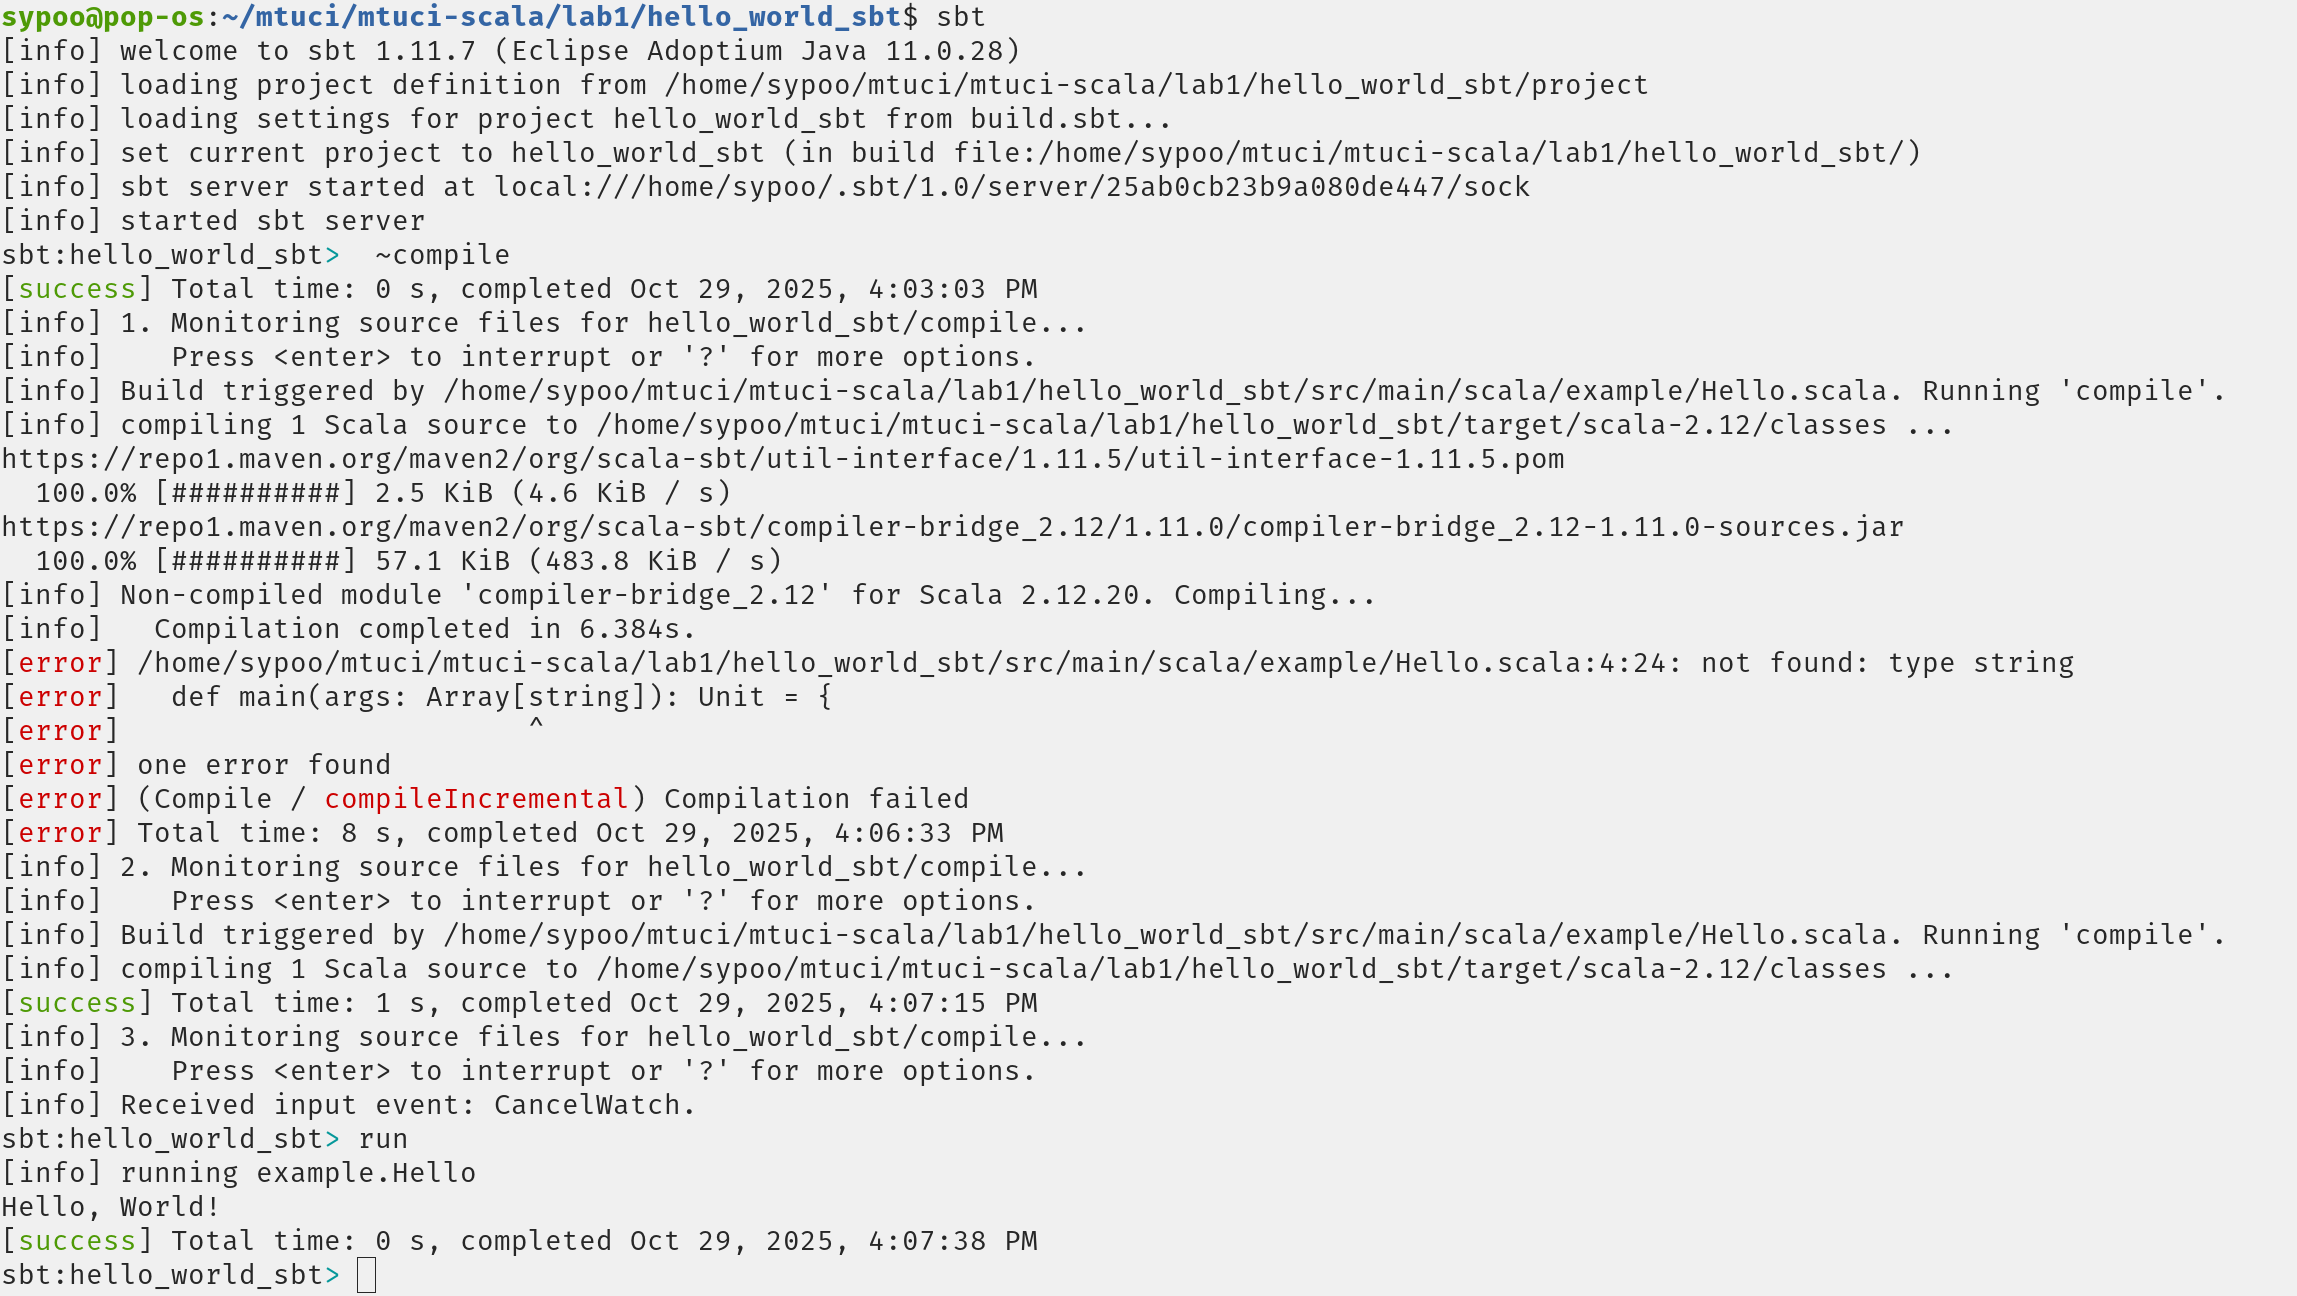 sypoo@pop-os:~/mtuci/mtuci-scala/lab1/hello_world_sbt$ sbt
[info] welcome to sbt 1.11.7 (Eclipse Adoptium Java 11.0.28)
[info] loading project definition from /home/sypoo/mtuci/mtuci-scala/lab1/hello_world_sbt/project
[info] loading settings for project hello_world_sbt from build.sbt...
[info] set current project to hello_world_sbt (in build file:/home/sypoo/mtuci/mtuci-scala/lab1/hello_world_sbt/)
[info] sbt server started at local:///home/sypoo/.sbt/1.0/server/25ab0cb23b9a080de447/sock
[info] started sbt server
sbt:hello_world_sbt>  ~compile
[success] Total time: 0 s, completed Oct 29, 2025, 4:03:03 PM
[info] 1. Monitoring source files for hello_world_sbt/compile...
[info]    Press <enter> to interrupt or '?' for more options.
[info] Build triggered by /home/sypoo/mtuci/mtuci-scala/lab1/hello_world_sbt/src/main/scala/example/Hello.scala. Running 'compile'.
[info] compiling 1 Scala source to /home/sypoo/mtuci/mtuci-scala/lab1/hello_world_sbt/target/scala-2.12/classes ...
https://repo1.maven.org/maven2/org/scala-sbt/util-interface/1.11.5/util-interface-1.11.5.pom
  100.0% [##########] 2.5 KiB (4.6 KiB / s)
https://repo1.maven.org/maven2/org/scala-sbt/compiler-bridge_2.12/1.11.0/compiler-bridge_2.12-1.11.0-sources.jar
  100.0% [##########] 57.1 KiB (483.8 KiB / s)
[info] Non-compiled module 'compiler-bridge_2.12' for Scala 2.12.20. Compiling...
[info]   Compilation completed in 6.384s.
[error] /home/sypoo/mtuci/mtuci-scala/lab1/hello_world_sbt/src/main/scala/example/Hello.scala:4:24: not found: type string
[error]   def main(args: Array[string]): Unit = {
[error]                        ^
[error] one error found
[error] (Compile / compileIncremental) Compilation failed
[error] Total time: 8 s, completed Oct 29, 2025, 4:06:33 PM
[info] 2. Monitoring source files for hello_world_sbt/compile...
[info]    Press <enter> to interrupt or '?' for more options.
[info] Build triggered by /home/sypoo/mtuci/mtuci-scala/lab1/hello_world_sbt/src/main/scala/example/Hello.scala. Running 'compile'.
[info] compiling 1 Scala source to /home/sypoo/mtuci/mtuci-scala/lab1/hello_world_sbt/target/scala-2.12/classes ...
[success] Total time: 1 s, completed Oct 29, 2025, 4:07:15 PM
[info] 3. Monitoring source files for hello_world_sbt/compile...
[info]    Press <enter> to interrupt or '?' for more options.
[info] Received input event: CancelWatch.
sbt:hello_world_sbt> run
[info] running example.Hello
Hello, World!
[success] Total time: 0 s, completed Oct 29, 2025, 4:07:38 PM
sbt:hello_world_sbt>